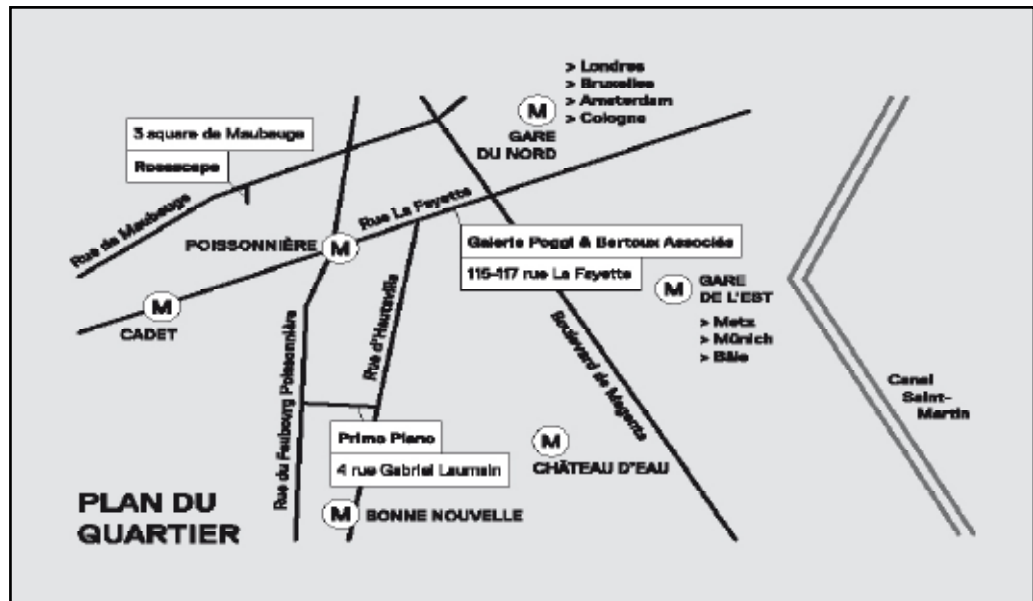 > Londres
> Bruxelles
> Amsterdam
> Cologne
M
GARE
DU NORD
3 square de Maubeuge
Rosascape
Rue de Maubeuge
Rue La Fayette
POISSONNIÈRE
M
Galerie Poggi & Bertoux Associés
115-117 rue La Fayette
M
GARE
DE L'EST
> Metz
> Münich
> Bâle
M
CADET
Rue du Faubourg Poissonnière
Rue d'Hauteville
Boulevard de Magenta
Canal
Saint-
Martin
Primo Piano
4 rue Gabriel Laumain
M
CHÂTEAU D'EAU
M
BONNE NOUVELLE
PLAN DU
QUARTIER